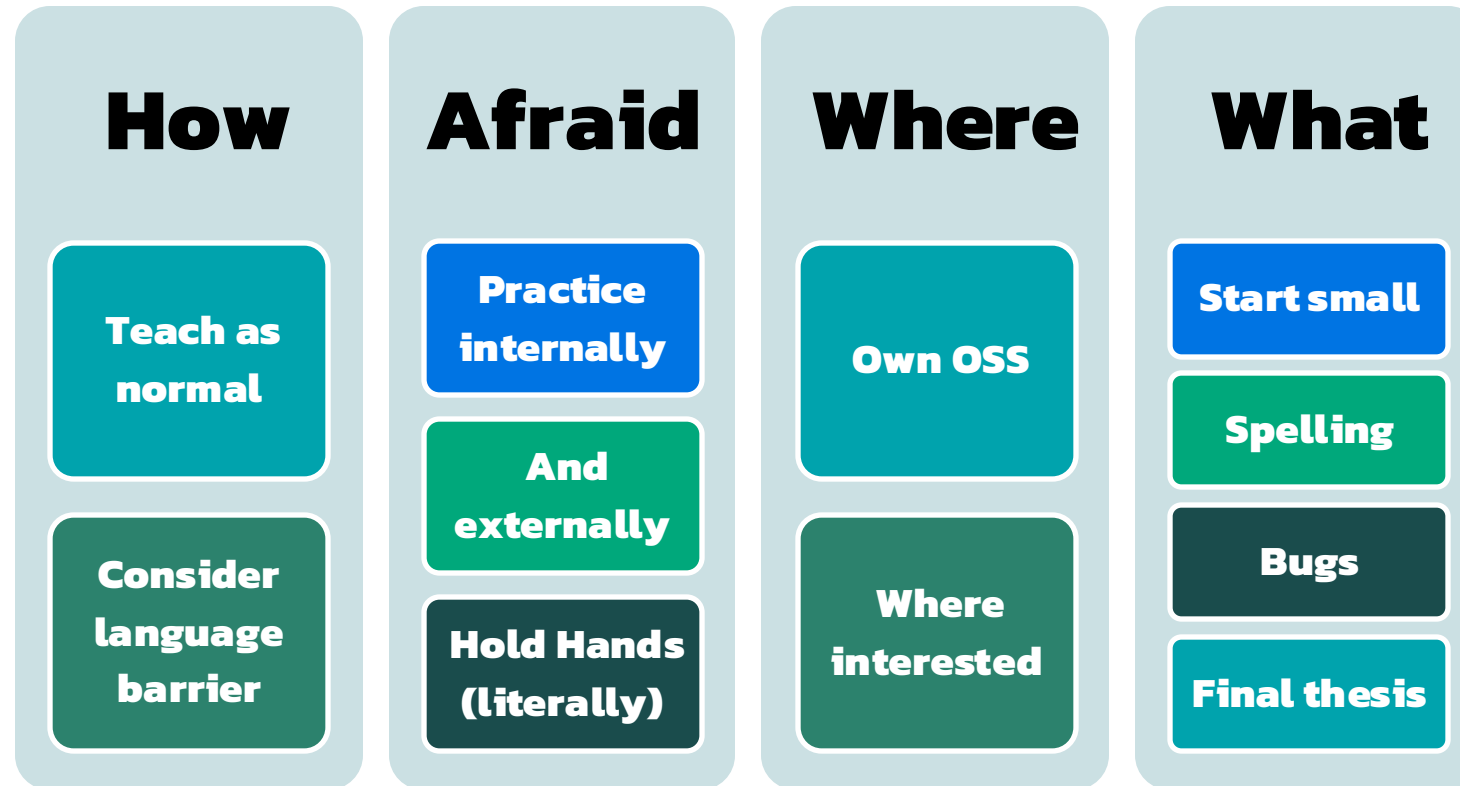 How
Teach as
normal
Consider
language
barrier
Afraid
Practice
internally
And
externally
Hold Hands
(literally)
Where
Own OSS
Where
interested
What
Start small
Spelling
Bugs
Final thesis